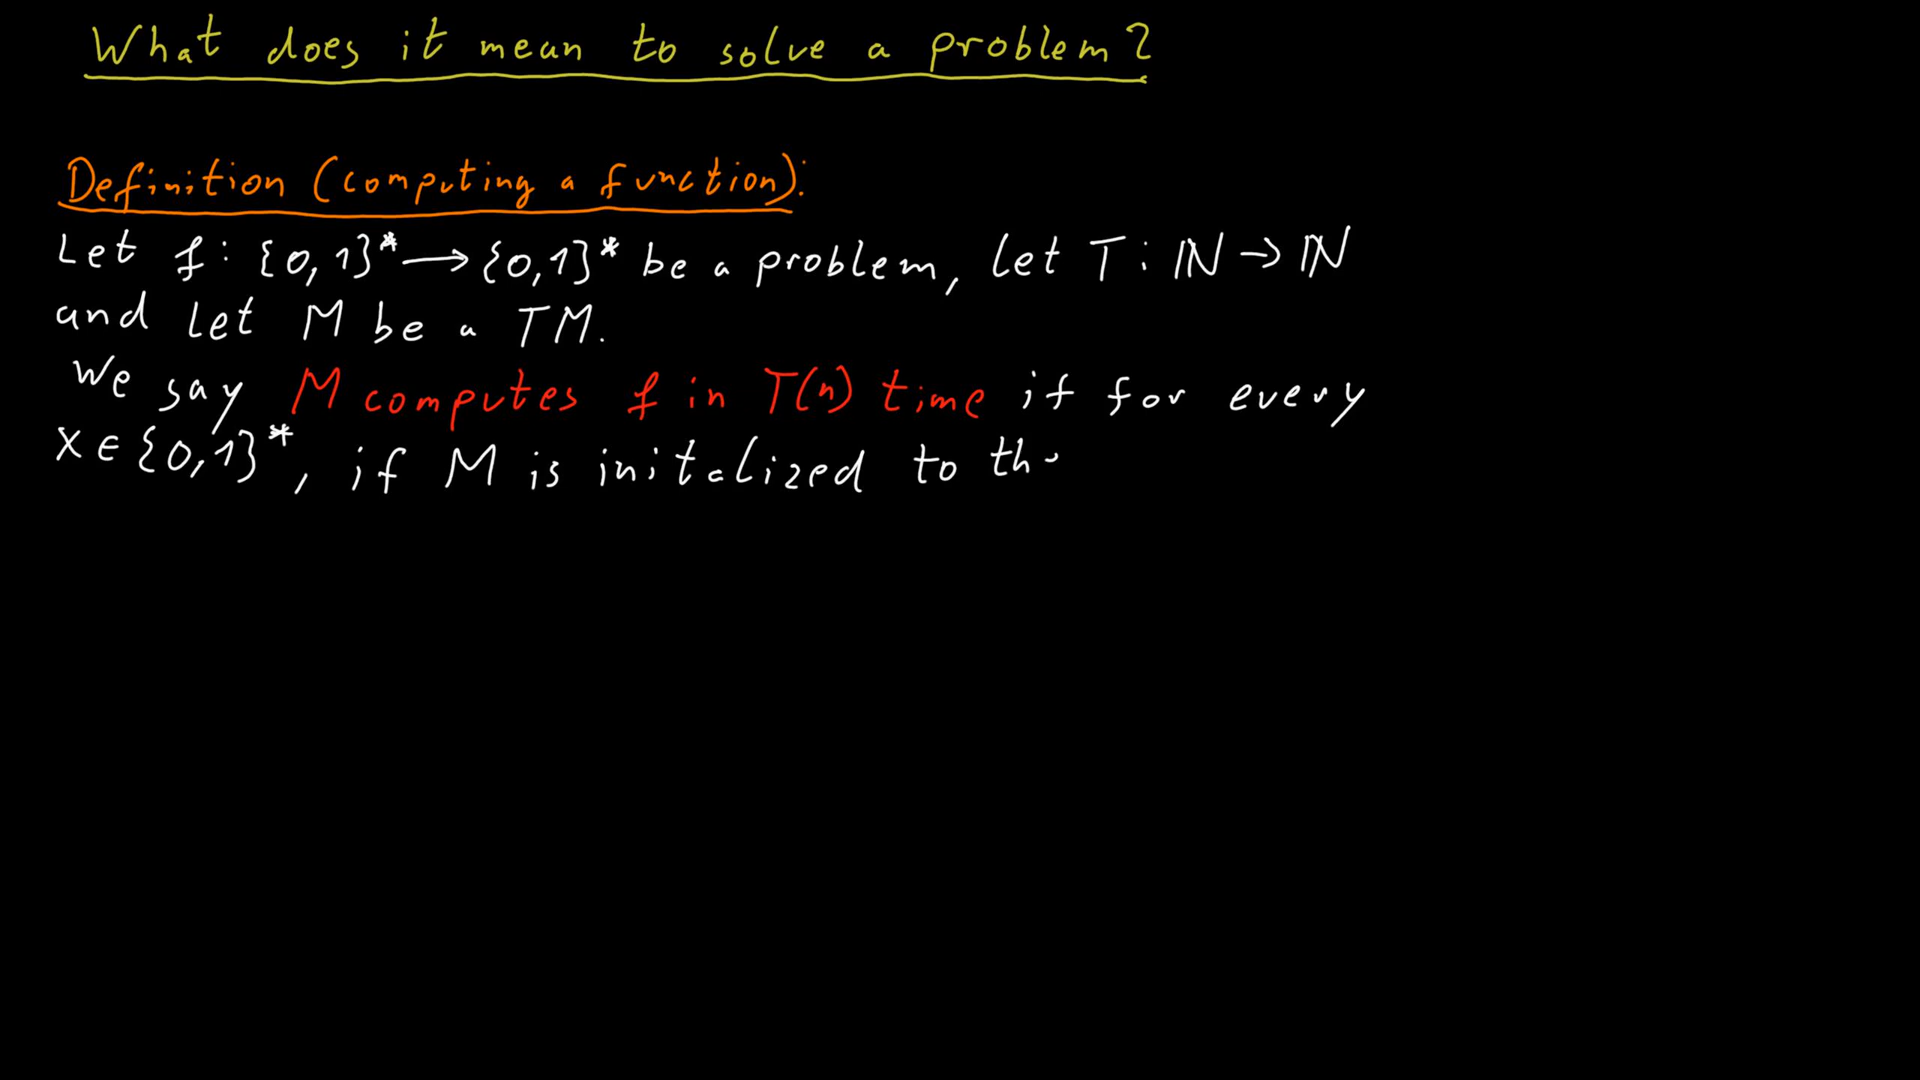 What does it mean to solve a problem?
Definition (computing a function):
Let f: {0,1}* → {0,1}* be a problem, let T: ℕ → ℕ
and let M be a TM.
We say M computes f in T(n) time if for every
x ∈ {0,1}*, if M is initalized to th